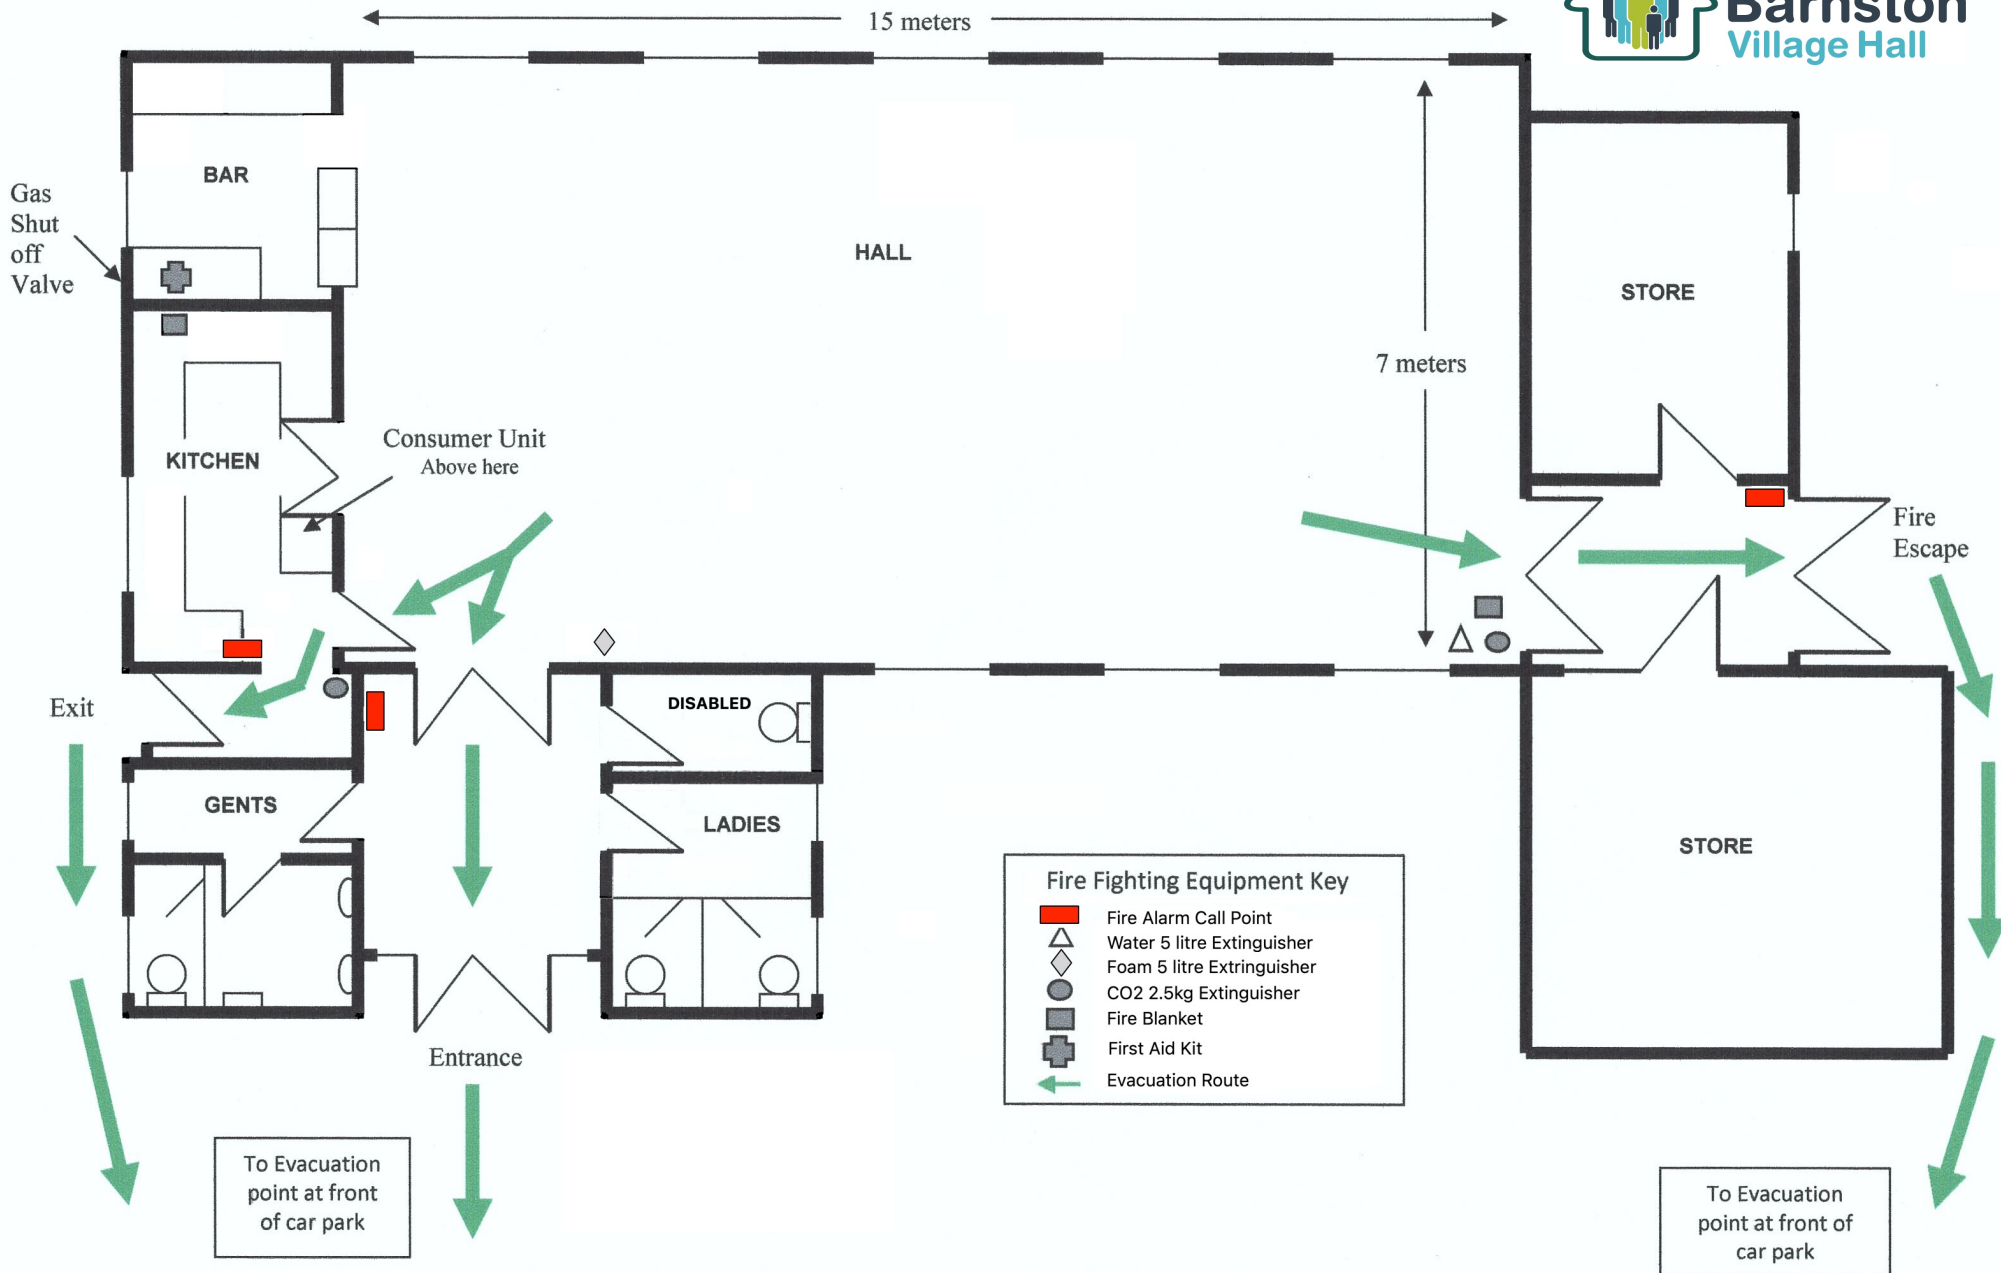 15 meters
Barnston
Village Hall
BAR
Gas
Shut
off
Valve
HALL
STORE
7 meters
KITCHEN
Consumer Unit
Above here
Fire
Escape
Exit
DISABLED
GENTS
LADIES
STORE
Fire Fighting Equipment Key
Fire Alarm Call Point
Water 5 litre Extinguisher
Foam 5 litre Extringuisher
CO2 2.5kg Extinguisher
Fire Blanket
First Aid Kit
Evacuation Route
Entrance
To Evacuation
point at front
of car park
To Evacuation
point at front of
car park